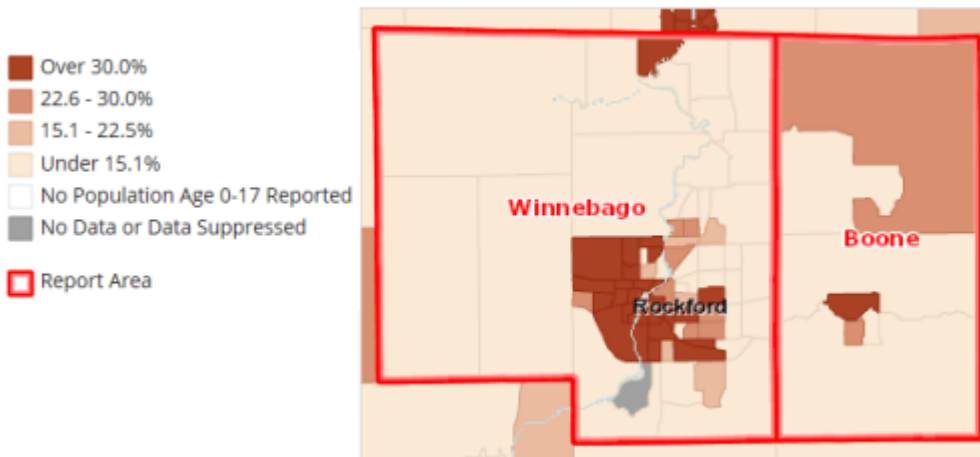 Over 30.0%
22.6 - 30.0%
15.1 - 22.5%
Under 15.1%
No Population Age 0-17 Reported
No Data or Data Suppressed
Report Area
Winnebago
Boone
Rockford